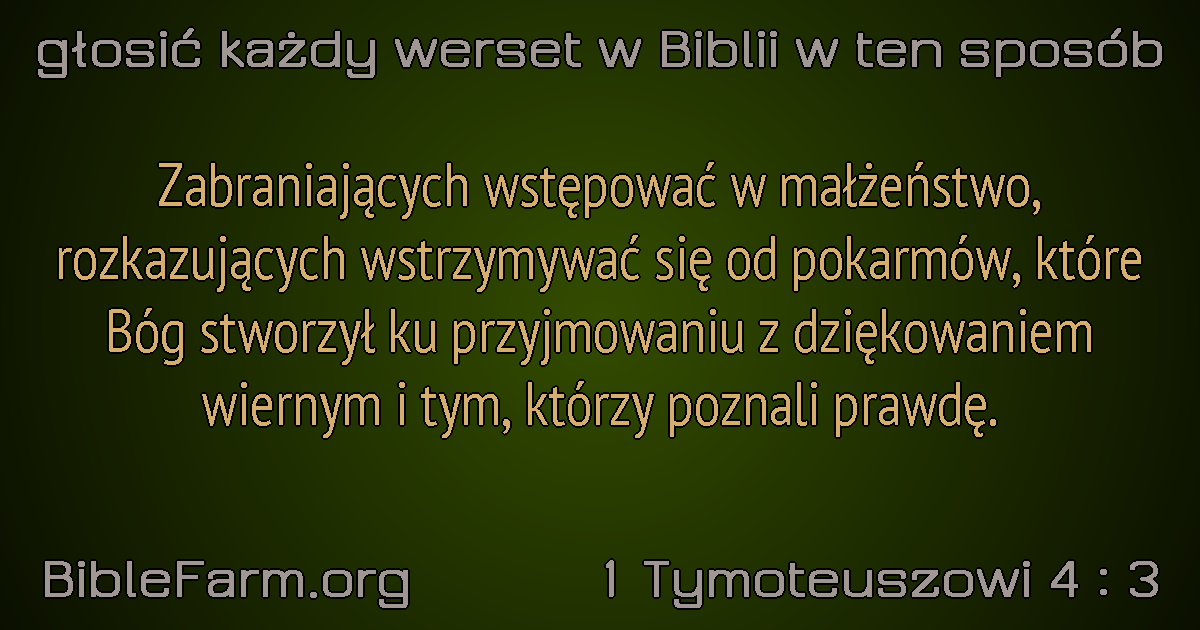 głosić każdy werset w Biblii w ten sposób
Zabraniających wstępować w małżeństwo,
rozkazujących wstrzymywać się od pokarmów, które
Bóg stworzył ku przyjmowaniu z dziękowaniem
wiernym i tym, którzy poznali prawdę.
BibleFarm.org
1 Tymoteuszowi 4 : 3